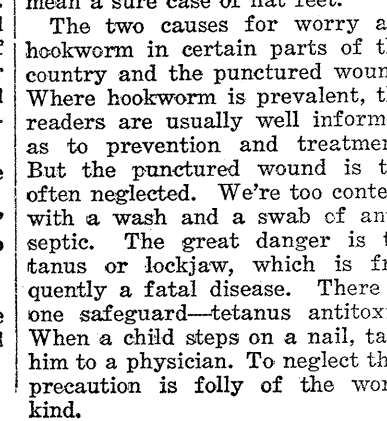 mean a sure case of flat feet.
The two causes for worry a
hookworm in certain parts of t
country and the punctured woun
Where hookworm is prevalent, t
readers are usually well inform
as to prevention and treatmen
But the punctured wound is t
often neglected. We're too conte
with a wash and a swab of an
septic. The great danger is t
tanus or lockjaw, which is fr
quently a fatal disease. There
one safeguard—tetanus antitox
When a child steps on a nail, ta
him to a physician. To neglect th
precaution is folly of the wor
kind.